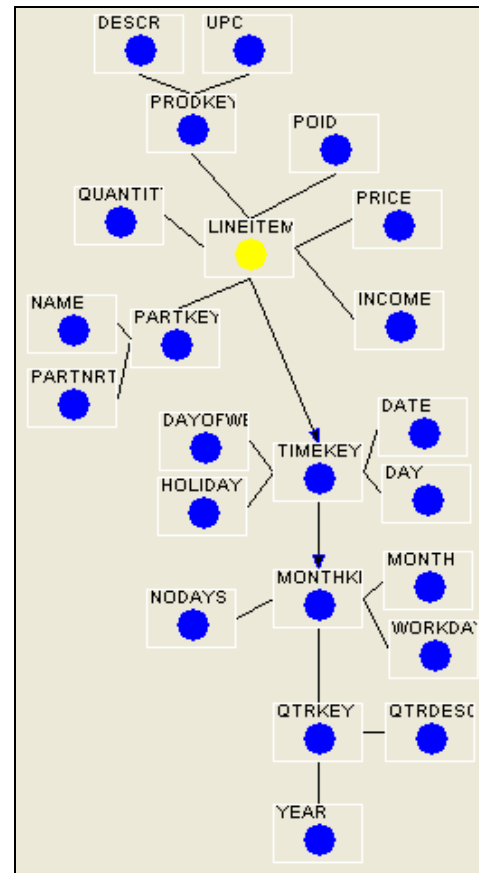 DESCR
UPC
PRODKEY
POID
QUANTIT
PRICE
LINEITEM
NAME
PARTKEY
INCOME
PARTNRT
DAYOFWE
DATE
TIMEKEY
HOLIDAY
DAY
MONTH
MONTHKI
NODAYS
WORKDAY
QTRKEY
QTRDESC
YEAR